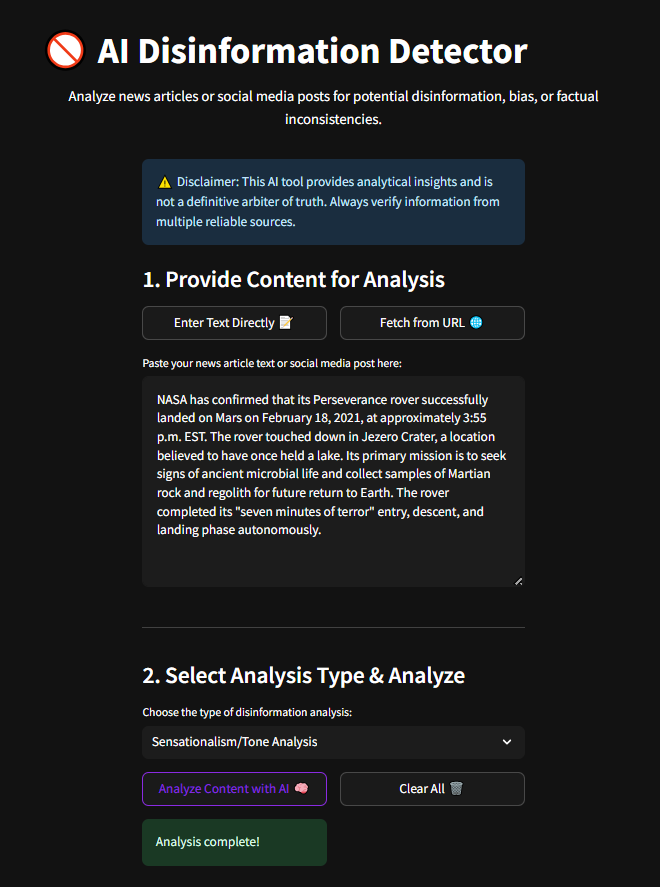 🚫 AI Disinformation Detector
Analyze news articles or social media posts for potential disinformation, bias, or factual
inconsistencies.
⚠️ Disclaimer: This AI tool provides analytical insights and is
not a definitive arbiter of truth. Always verify information from
multiple reliable sources.
1. Provide Content for Analysis
Enter Text Directly 📝
Fetch from URL 🌐
Paste your news article text or social media post here:
NASA has confirmed that its Perseverance rover successfully
landed on Mars on February 18, 2021, at approximately 3:55
p.m. EST. The rover touched down in Jezero Crater, a location
believed to have once held a lake. Its primary mission is to seek
signs of ancient microbial life and collect samples of Martian
rock and regolith for future return to Earth. The rover
completed its "seven minutes of terror" entry, descent, and
landing phase autonomously.
2. Select Analysis Type & Analyze
Choose the type of disinformation analysis:
Sensationalism/Tone Analysis
Analyze Content with AI 🧠
Clear All 🗑️
Analysis complete!